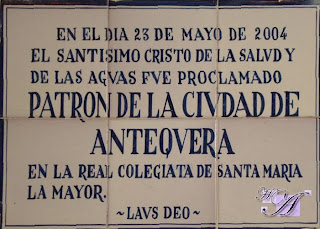 EN EL DIA 23 DE MAYO DE 2004
EL SANTISIMO CRISTO DE LA SALVD Y
DE LAS AGVAS FVE PROCLAMADO
PATRON DE LA CIVDAD DE
ANTEQVERA
EN LA REAL COLEGIATA DE SANTA MARIA
LA MAYOR.
~LAVS DEO~